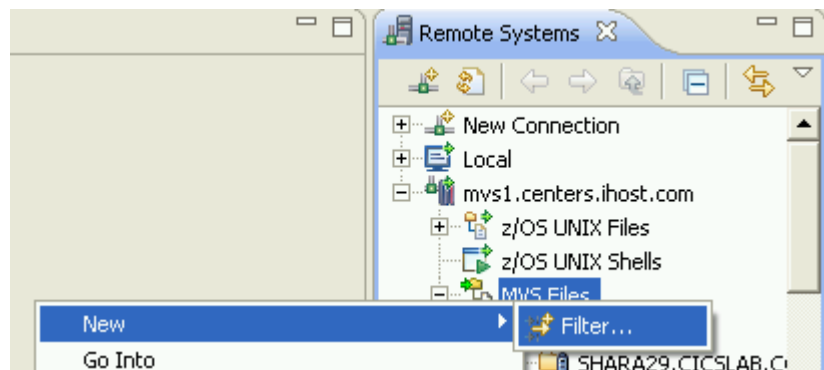 Remote Systems
New Connection
Local
mvs1.centers.ihost.com
z/OS UNIX Files
z/OS UNIX Shells
MVS Files
New
Filter...
Go Into
SHARA29.CICSLAB.